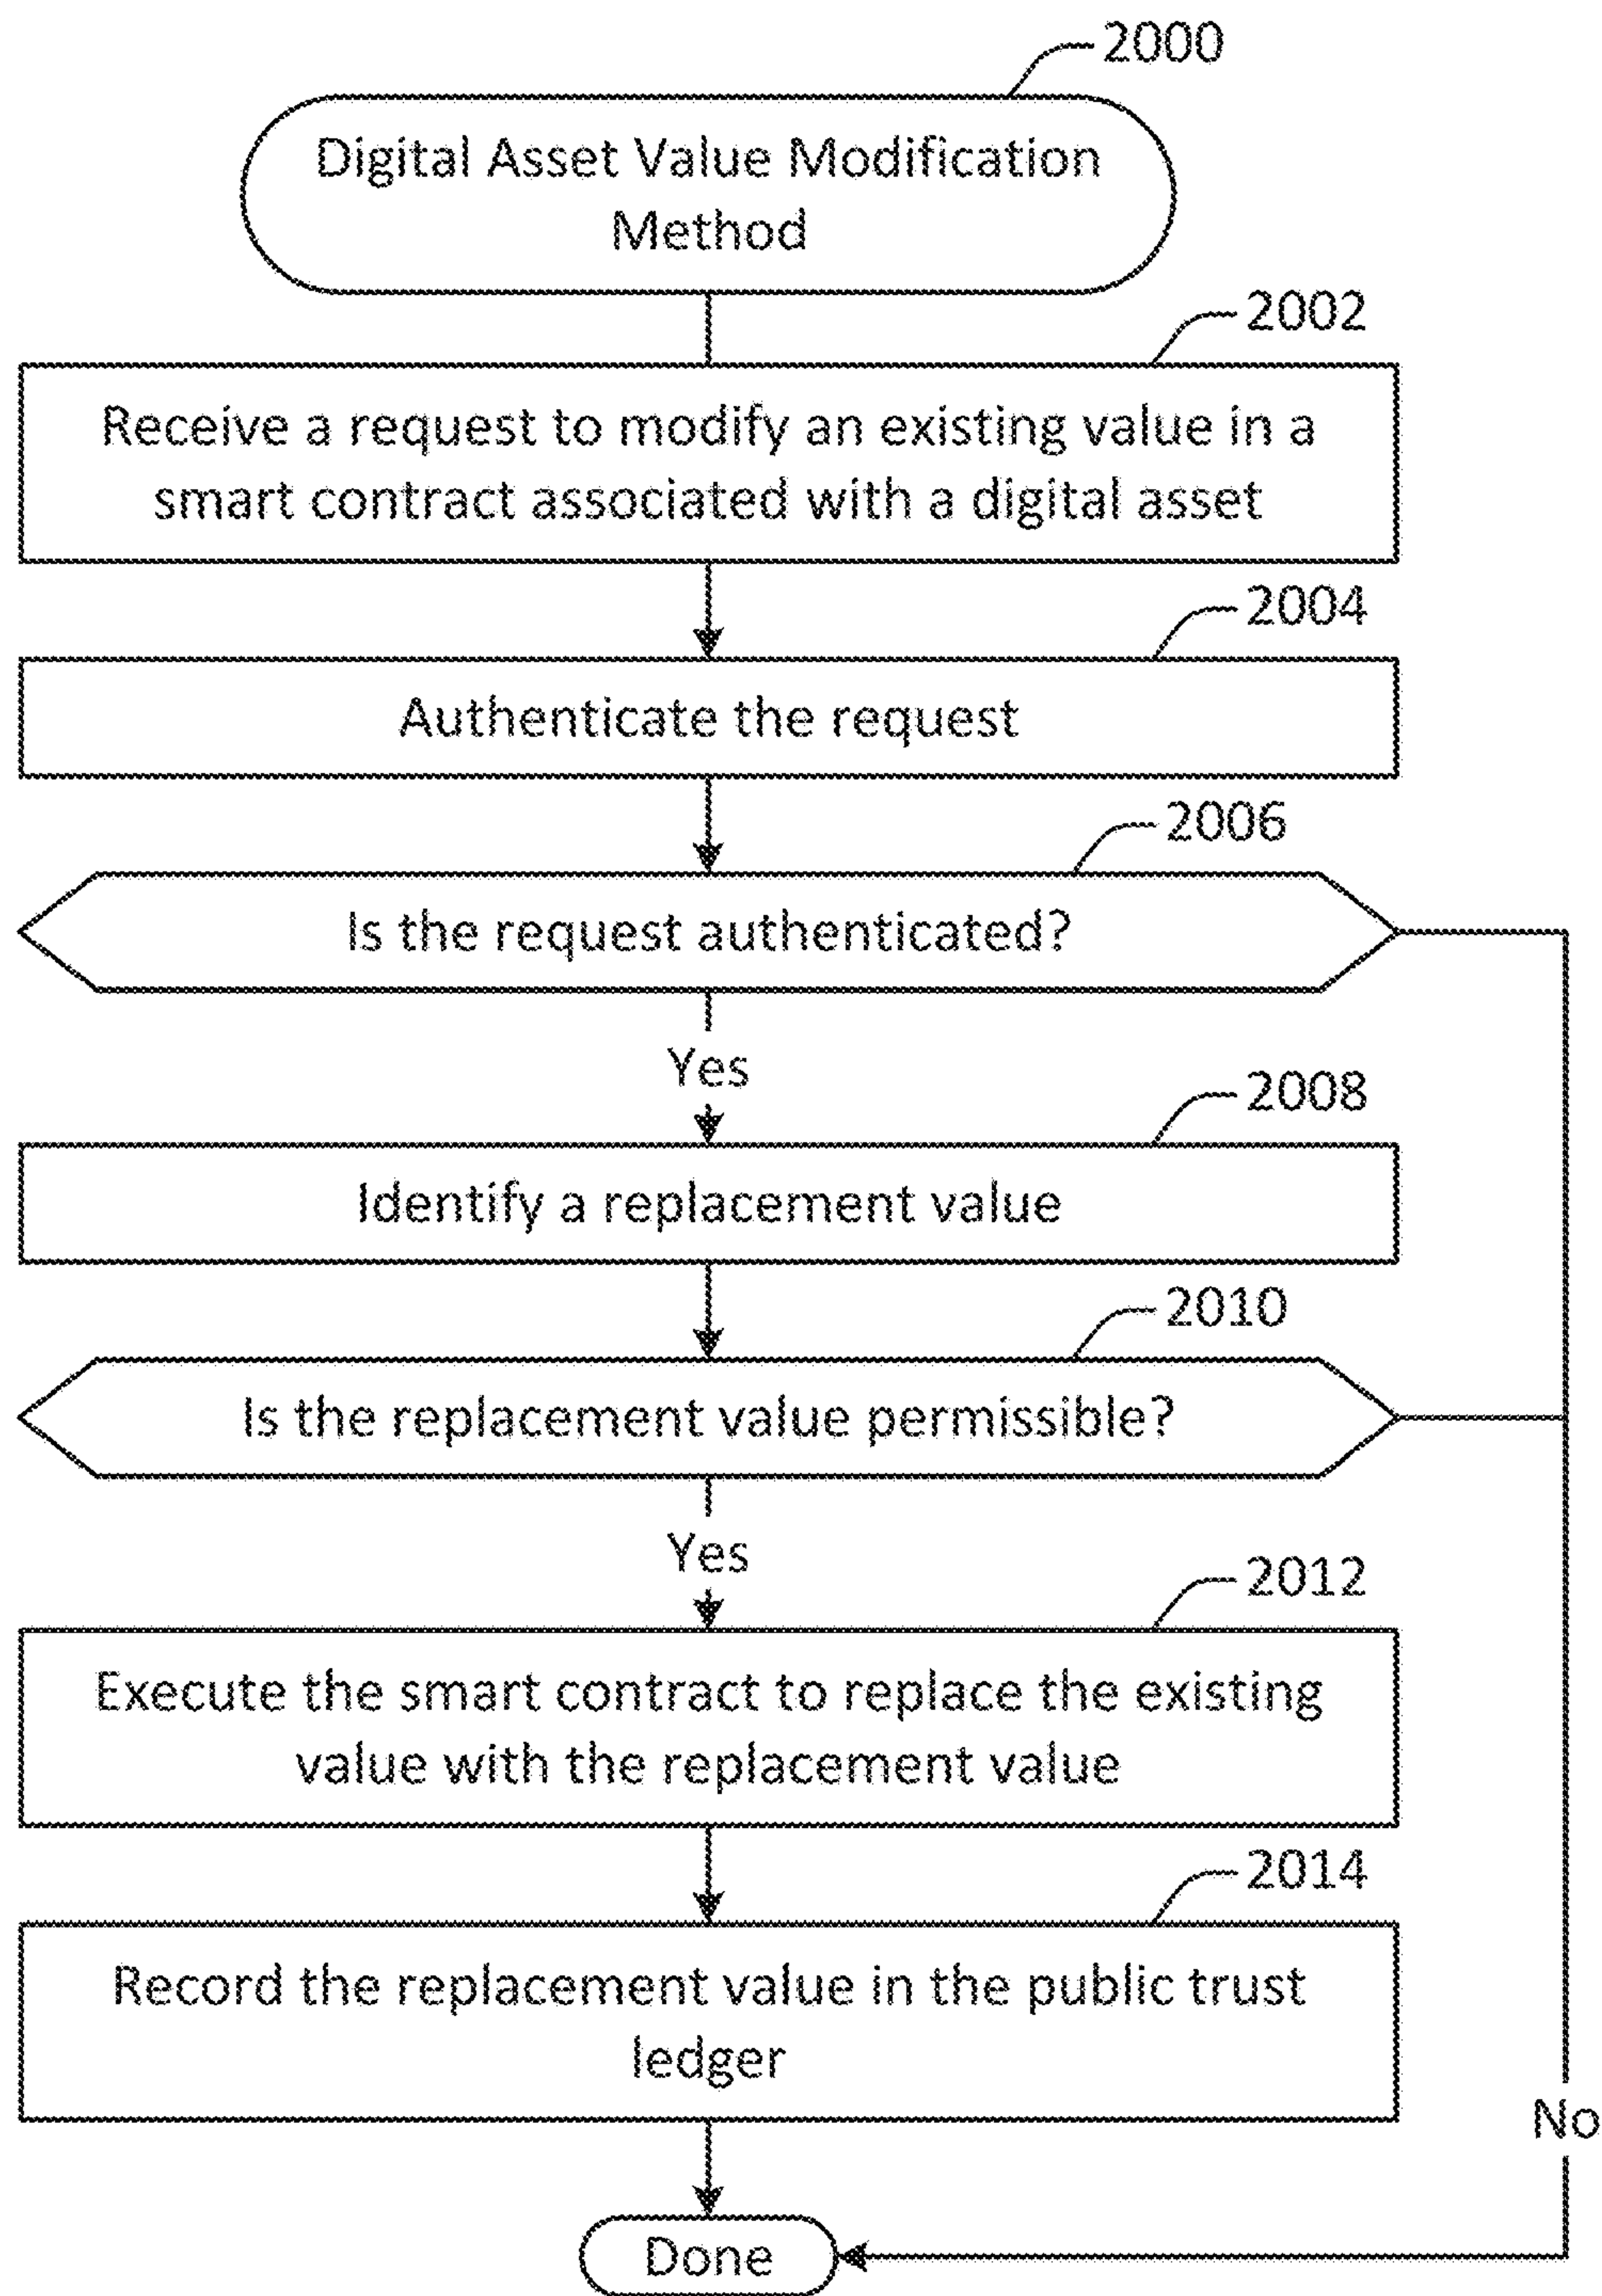 2000
Digital Asset Value Modification
Method
2002
Receive a request to modify an existing value in a
smart contract associated with a digital asset
2004
Authenticate the request
2006
Is the request authenticated?
Yes
2008
Identify a replacement value
2010
Is the replacement value permissible?
Yes
2012
Execute the smart contract to replace the existing
value with the replacement value
2014
Record the replacement value in the public trust
ledger
No
Done